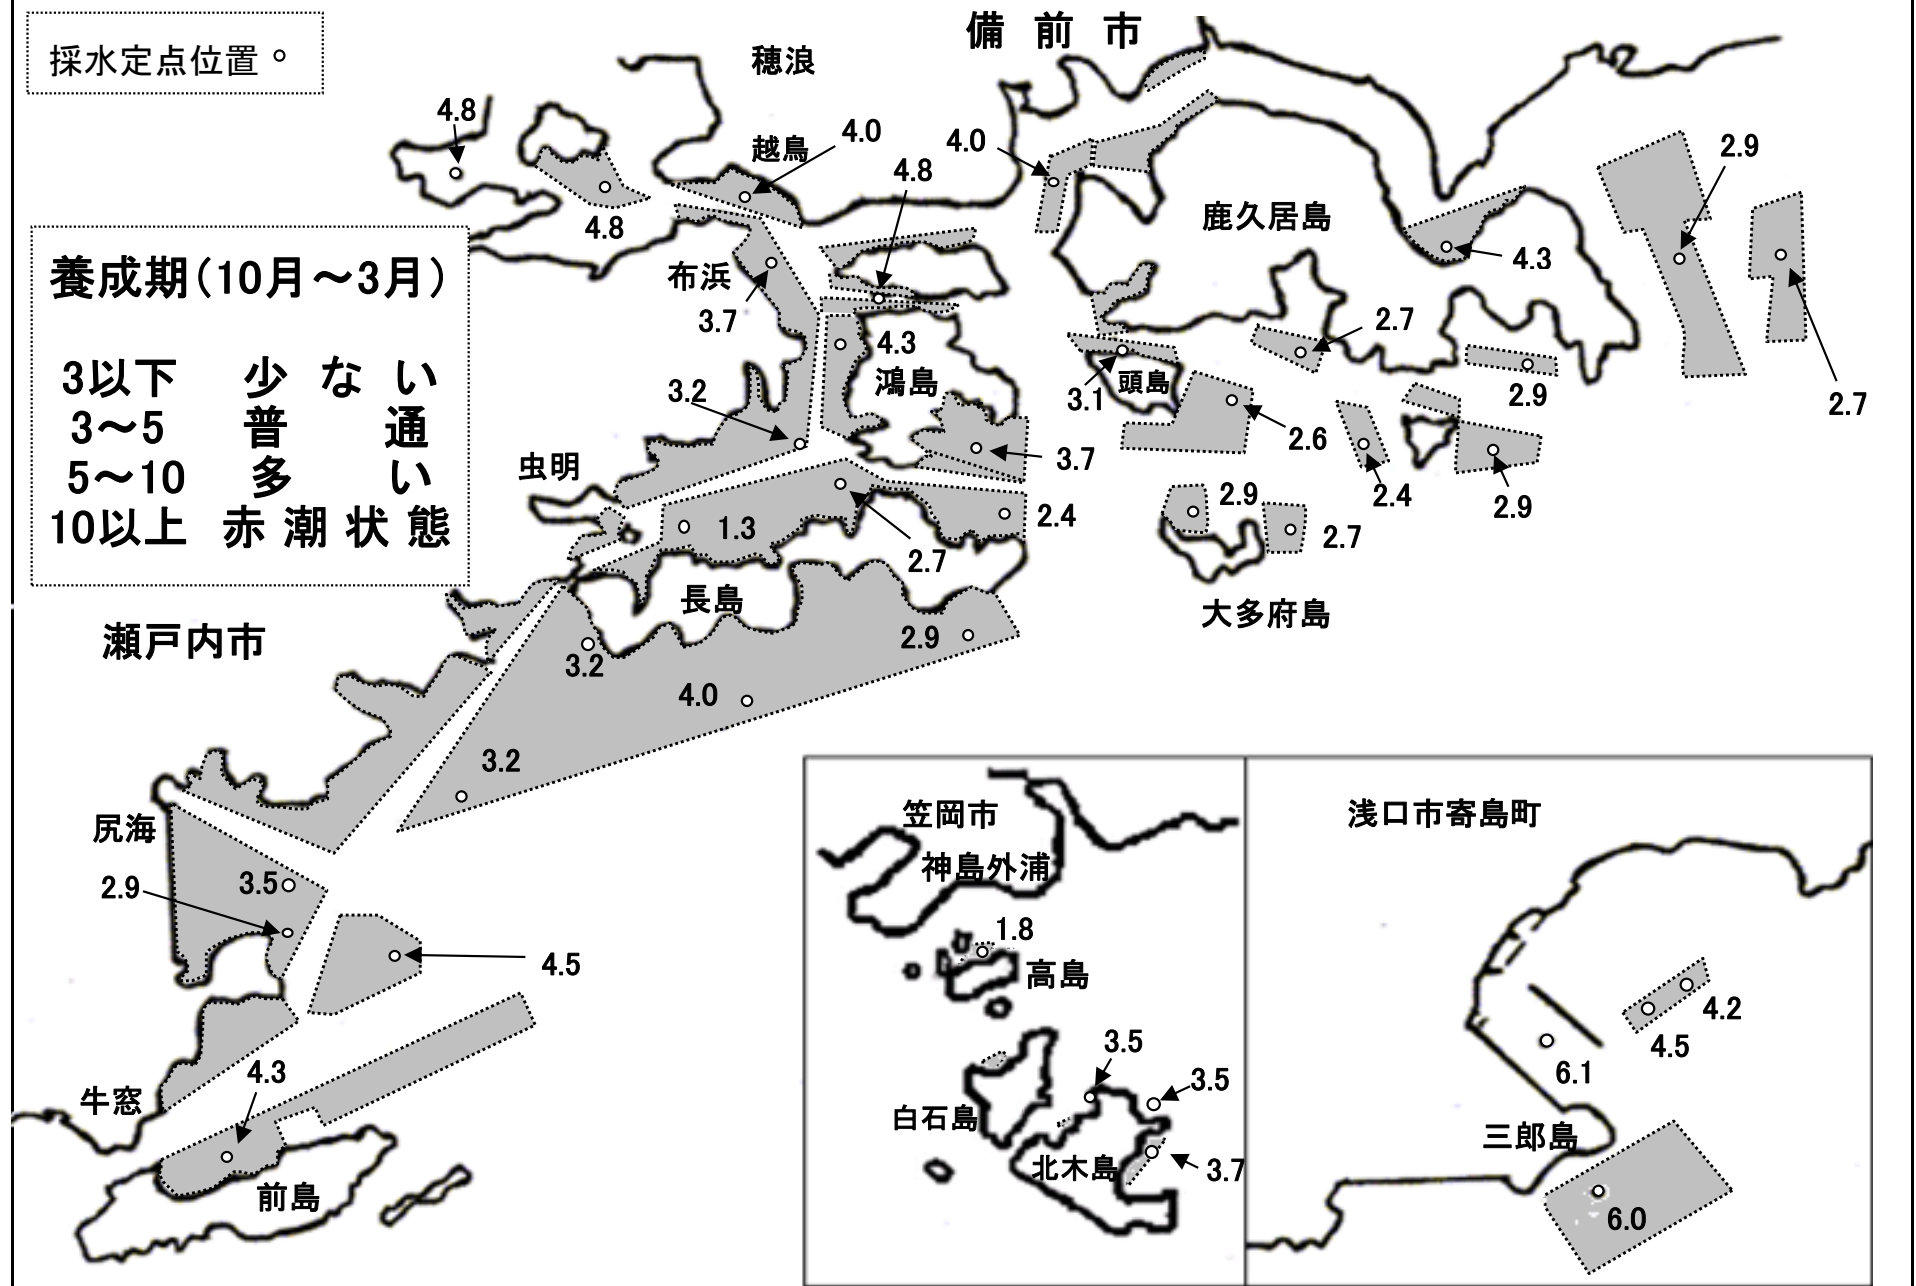 採水定点位置。
備前市
穂浪
4.8
4.0
越鳥
4.0
4.8
2.9
4.8
鹿久居島
4.3
養成期(10月～3月)
3以下 少ない
3～5 普通
5～10 多い
10以上 赤潮状態
布浜
3.7
4.3
鴻島
3.2
3.7
2.7
3.1
頭島
2.9
2.7
2.6
2.4
2.9
虫明
1.3
2.7
2.4
2.9
2.7
大多府島
長島
2.9
3.2
4.0
3.2
瀬戸内市
尻海
3.5
2.9
4.5
牛窓
4.3
前島
笠岡市
神島外浦
1.8
高島
3.5
3.5
白石島
北木島
3.7
浅口市寄島町
4.2
4.5
6.1
三郎島
6.0